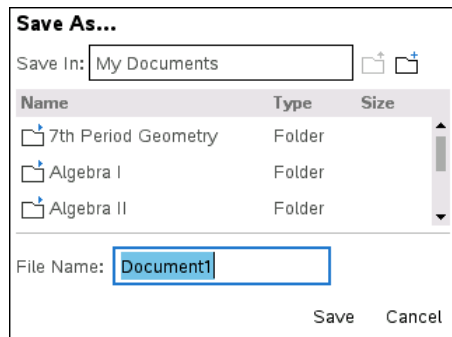 Save As...
Save In: My Documents
Name Type Size
7th Period Geometry Folder
Algebra I Folder
Algebra II Folder
File Name: Document1
Save Cancel